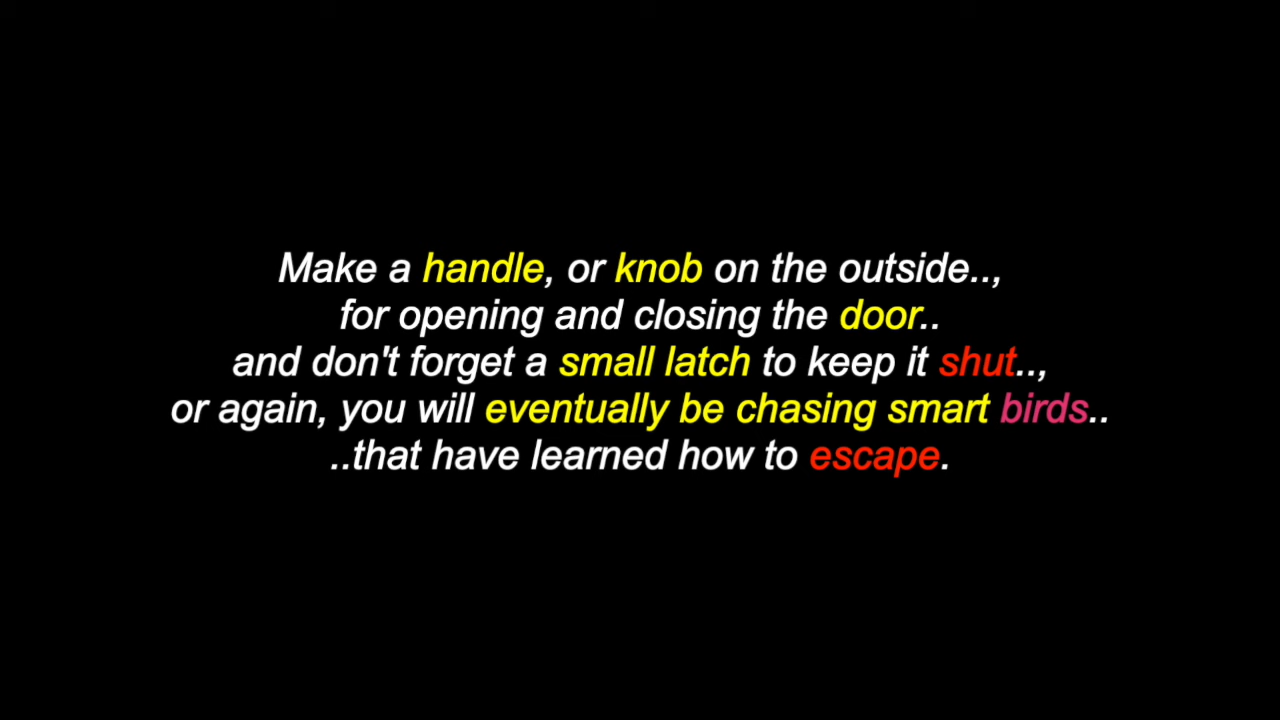 Make a handle, or knob on the outside..,
for opening and closing the door..
and don't forget a small latch to keep it shut..,
or again, you will eventually be chasing smart birds..
..that have learned how to escape.